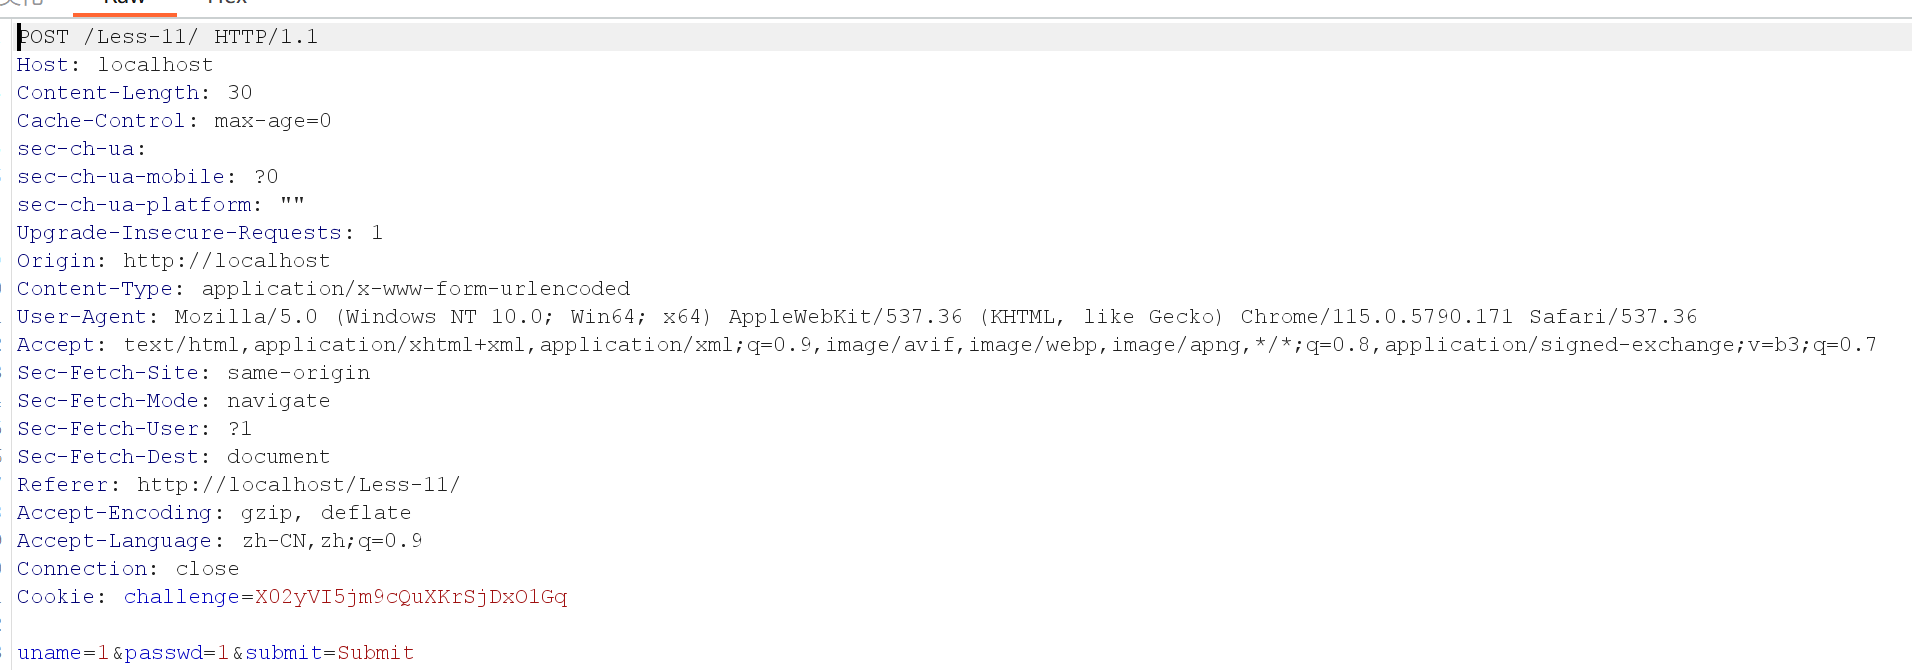 Raw Hex
POST /Less-11/ HTTP/1.1
Host: localhost
Content-Length: 30
Cache-Control: max-age=0
sec-ch-ua:
sec-ch-ua-mobile: ?0
sec-ch-ua-platform: ""
Upgrade-Insecure-Requests: 1
Origin: http://localhost
Content-Type: application/x-www-form-urlencoded
User-Agent: Mozilla/5.0 (Windows NT 10.0; Win64; x64) AppleWebKit/537.36 (KHTML, like Gecko) Chrome/115.0.5790.171 Safari/537.36
Accept: text/html,application/xhtml+xml,application/xml;q=0.9,image/avif,image/webp,image/apng,*/*;q=0.8,application/signed-exchange;v=b3;q=0.7
Sec-Fetch-Site: same-origin
Sec-Fetch-Mode: navigate
Sec-Fetch-User: ?1
Sec-Fetch-Dest: document
Referer: http://localhost/Less-11/
Accept-Encoding: gzip, deflate
Accept-Language: zh-CN,zh;q=0.9
Connection: close
Cookie: challenge=X02yVI5jm9cQuXKrSjDxO1Gq
uname=1&passwd=1&submit=Submit